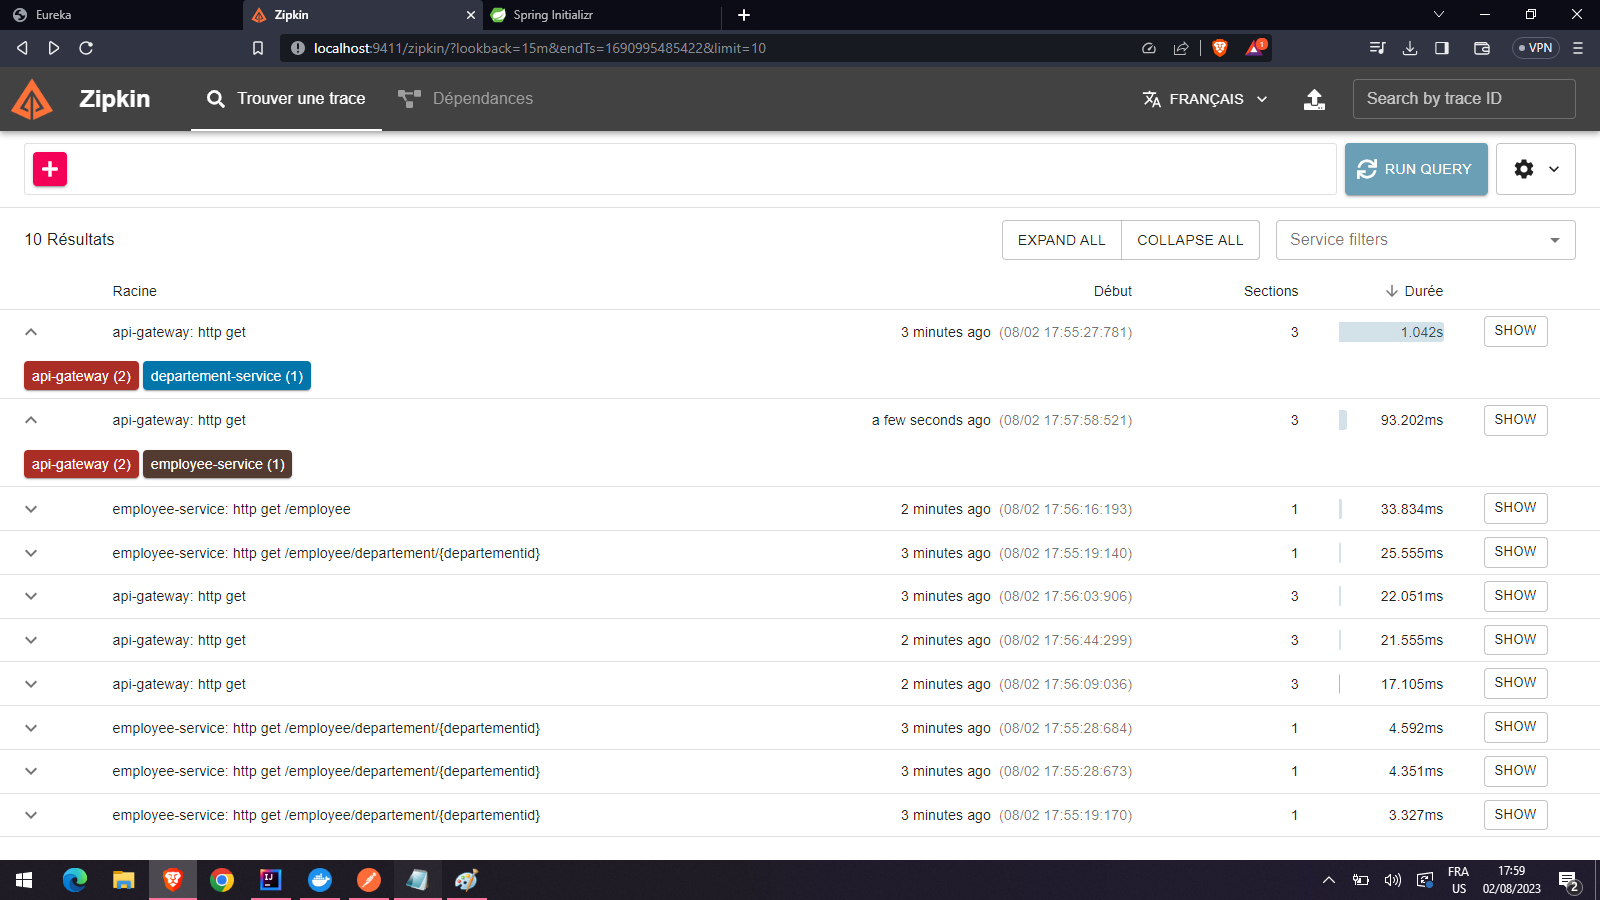 Eureka
Zipkin
Spring Initializr
localhost:9411/zipkin/?lookback=15m&endTs=1690995485422&limit=10
1
VPN
Zipkin
Trouver une trace
Dépendances
FRANÇAIS
Search by trace ID
RUN QUERY
10 Résultats
EXPAND ALL
COLLAPSE ALL
Service filters
Racine Début Sections Durée
api-gateway: http get 3 minutes ago (08/02 17:55:27:781) 3 1.042s SHOW
api-gateway (2) departement-service (1)
api-gateway: http get a few seconds ago (08/02 17:57:58:521) 3 93.202ms SHOW
api-gateway (2) employee-service (1)
employee-service: http get /employee 2 minutes ago (08/02 17:56:16:193) 1 33.834ms SHOW
employee-service: http get /employee/departement/{departementid} 3 minutes ago (08/02 17:55:19:140) 1 25.555ms SHOW
api-gateway: http get 3 minutes ago (08/02 17:56:03:906) 3 22.051ms SHOW
api-gateway: http get 2 minutes ago (08/02 17:56:44:299) 3 21.555ms SHOW
api-gateway: http get 2 minutes ago (08/02 17:56:09:036) 3 17.105ms SHOW
employee-service: http get /employee/departement/{departementid} 3 minutes ago (08/02 17:55:28:684) 1 4.592ms SHOW
employee-service: http get /employee/departement/{departementid} 3 minutes ago (08/02 17:55:28:673) 1 4.351ms SHOW
employee-service: http get /employee/departement/{departementid} 3 minutes ago (08/02 17:55:19:170) 1 3.327ms SHOW
IJ
FRA
US
17:59
02/08/2023
2